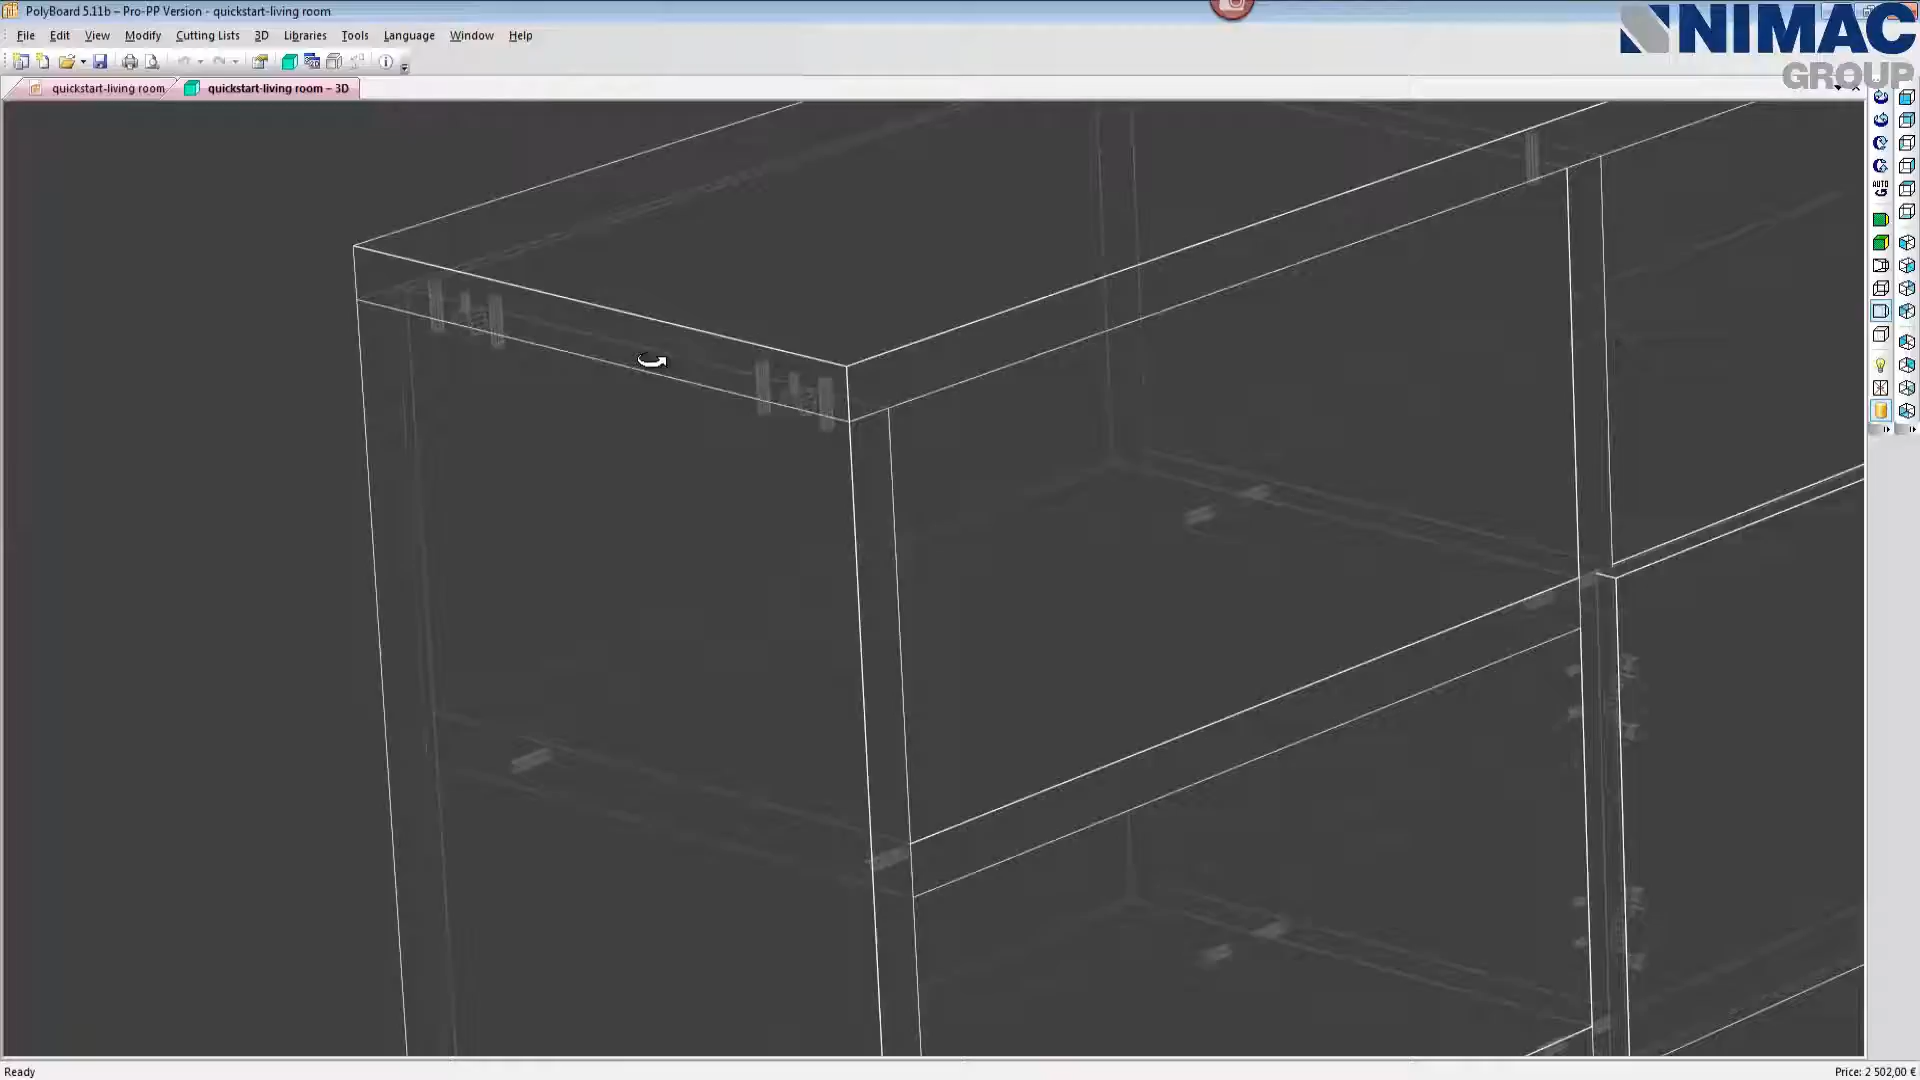 PolyBoard 5.11b – Pro-PP Version - quickstart-living room
NIMAC
GROUP
File Edit View Modify Cutting Lists 3D Libraries Tools Language Window Help
quickstart-living room
quickstart-living room – 3D
AUTO
Ready
Price: 2 502,00 €